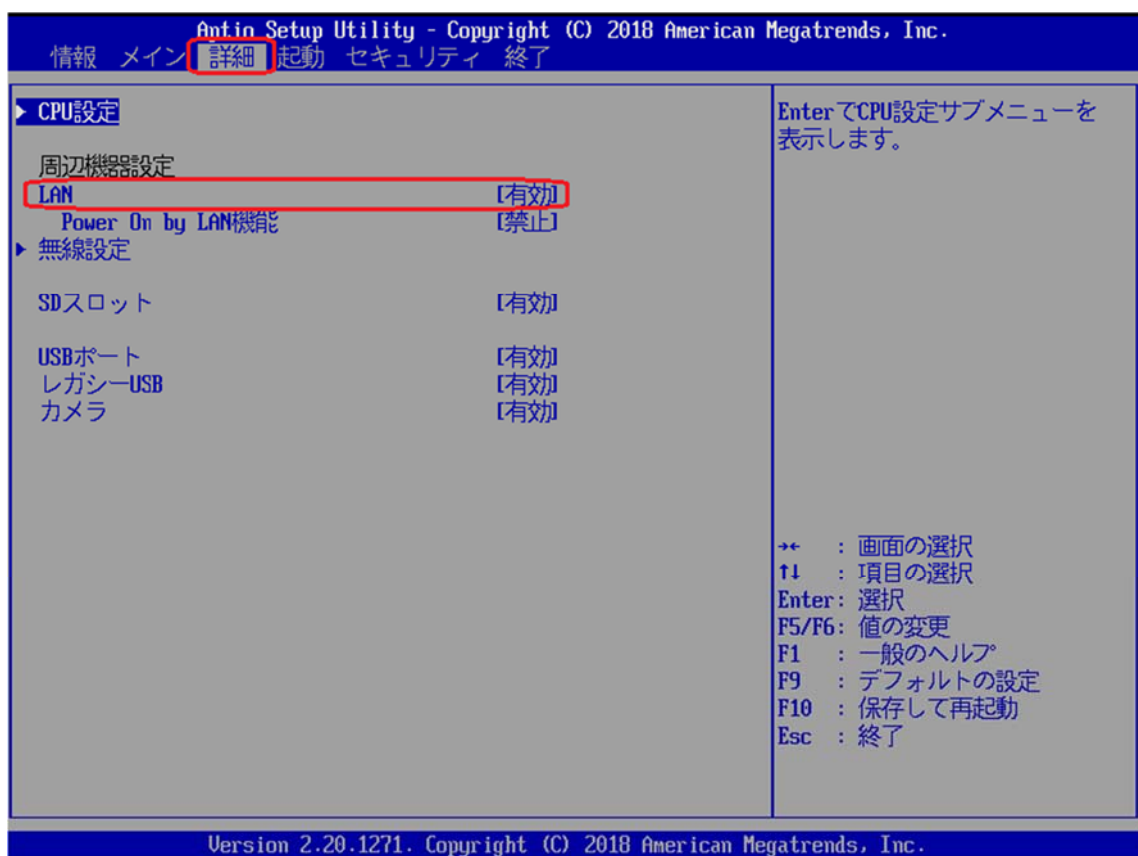 Aptio Setup Utility - Copyright (C) 2018 American Megatrends, Inc.
情報 メイン 詳細 起動 セキュリティ 終了
CPU設定
周辺機器設定
LAN [有効]
Power On by LAN機能 [禁止]
無線設定
SDスロット [有効]
USBポート [有効]
レガシーUSB [有効]
カメラ [有効]
EnterでCPU設定サブメニューを
表示します。
→← : 画面の選択
↑↓ : 項目の選択
Enter: 選択
F5/F6: 値の変更
F1 : 一般のヘルプ
F9 : デフォルトの設定
F10 : 保存して再起動
Esc : 終了
Version 2.20.1271. Copyright (C) 2018 American Megatrends, Inc.